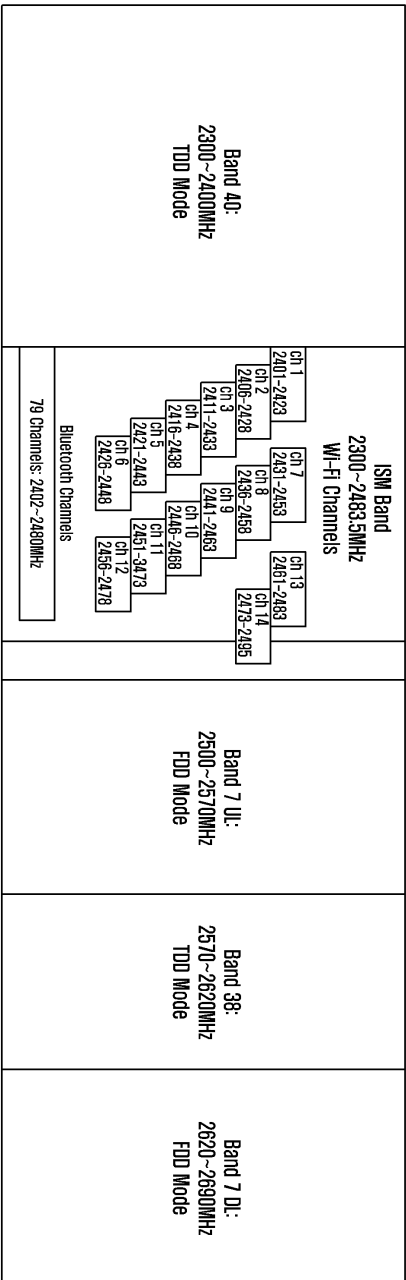 Band 40:
2300~2400MHz
TDD Mode
ISM Band
2300~2483.5MHz
Wi-Fi Channels
ch 1
2401-2423
ch 2
2406-2428
ch 3
2411-2433
ch 4
2416-2438
ch 5
2421-2443
ch 6
2426-2448
ch 7
2431-2453
ch 8
2436-2458
ch 9
2441-2463
ch 10
2446-2468
ch 11
2451-3473
ch 12
2456-2478
ch 13
2461-2483
ch 14
2473-2495
Bluetooth Channels
79 Channels: 2402~2480MHz
Band 7 UL:
2500~2570MHz
FDD Mode
Band 38:
2570~2620MHz
TDD Mode
Band 7 DL:
2620~2690MHz
FDD Mode